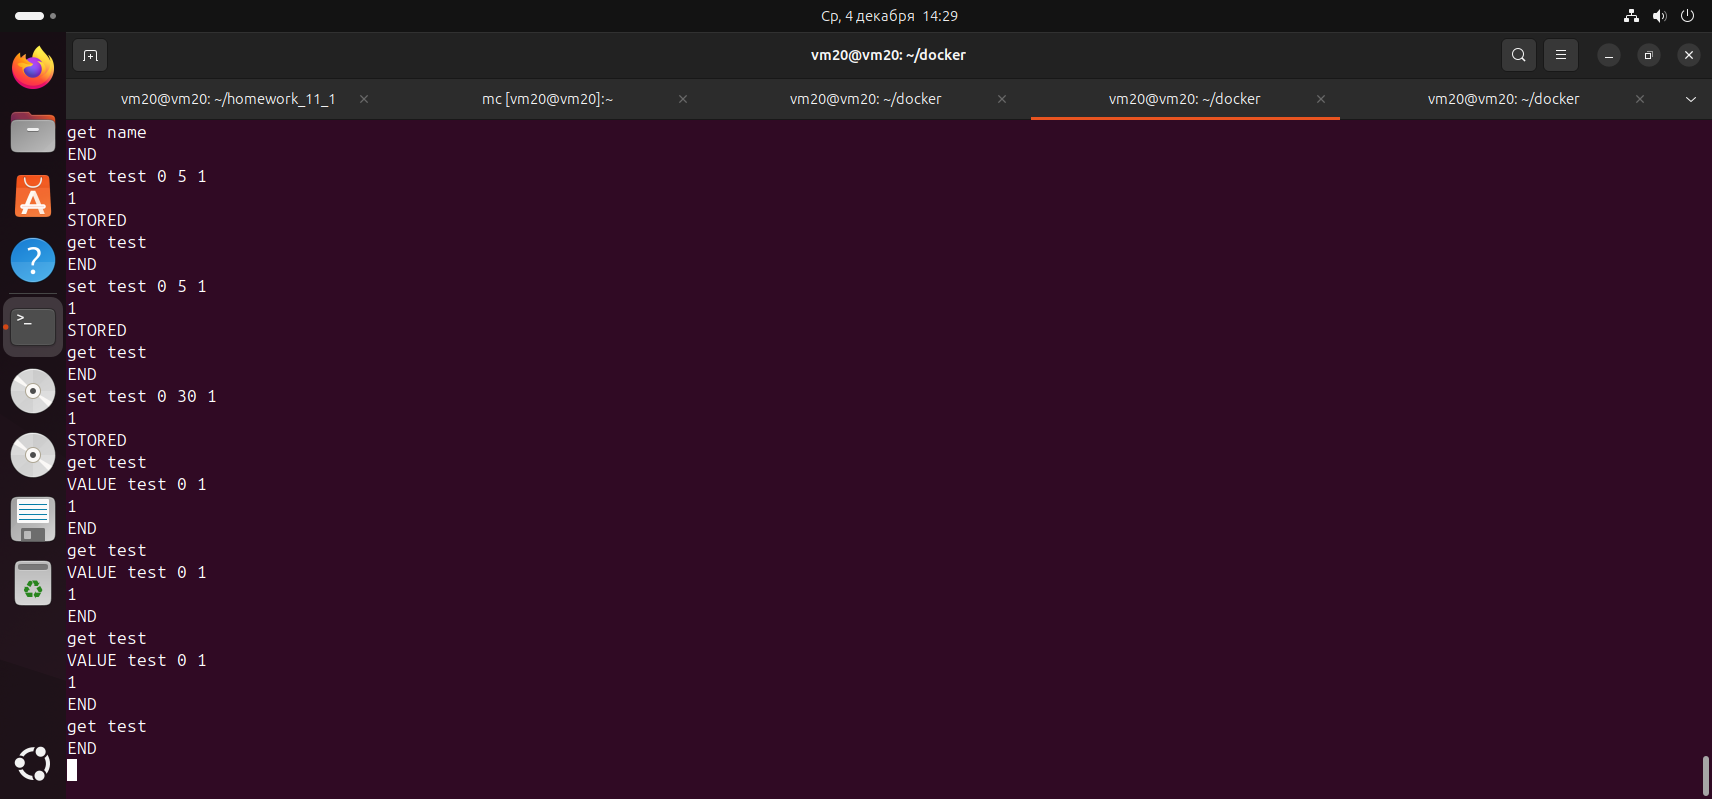 Ср, 4 декабря 14:29
vm20@vm20: ~/docker
vm20@vm20: ~/homework_11_1
mc [vm20@vm20]:~
vm20@vm20: ~/docker
vm20@vm20: ~/docker
vm20@vm20: ~/docker
get name
END
set test 0 5 1
1
STORED
get test
END
set test 0 5 1
1
STORED
get test
END
set test 0 30 1
1
STORED
get test
VALUE test 0 1
1
END
get test
VALUE test 0 1
1
END
get test
VALUE test 0 1
1
END
get test
END